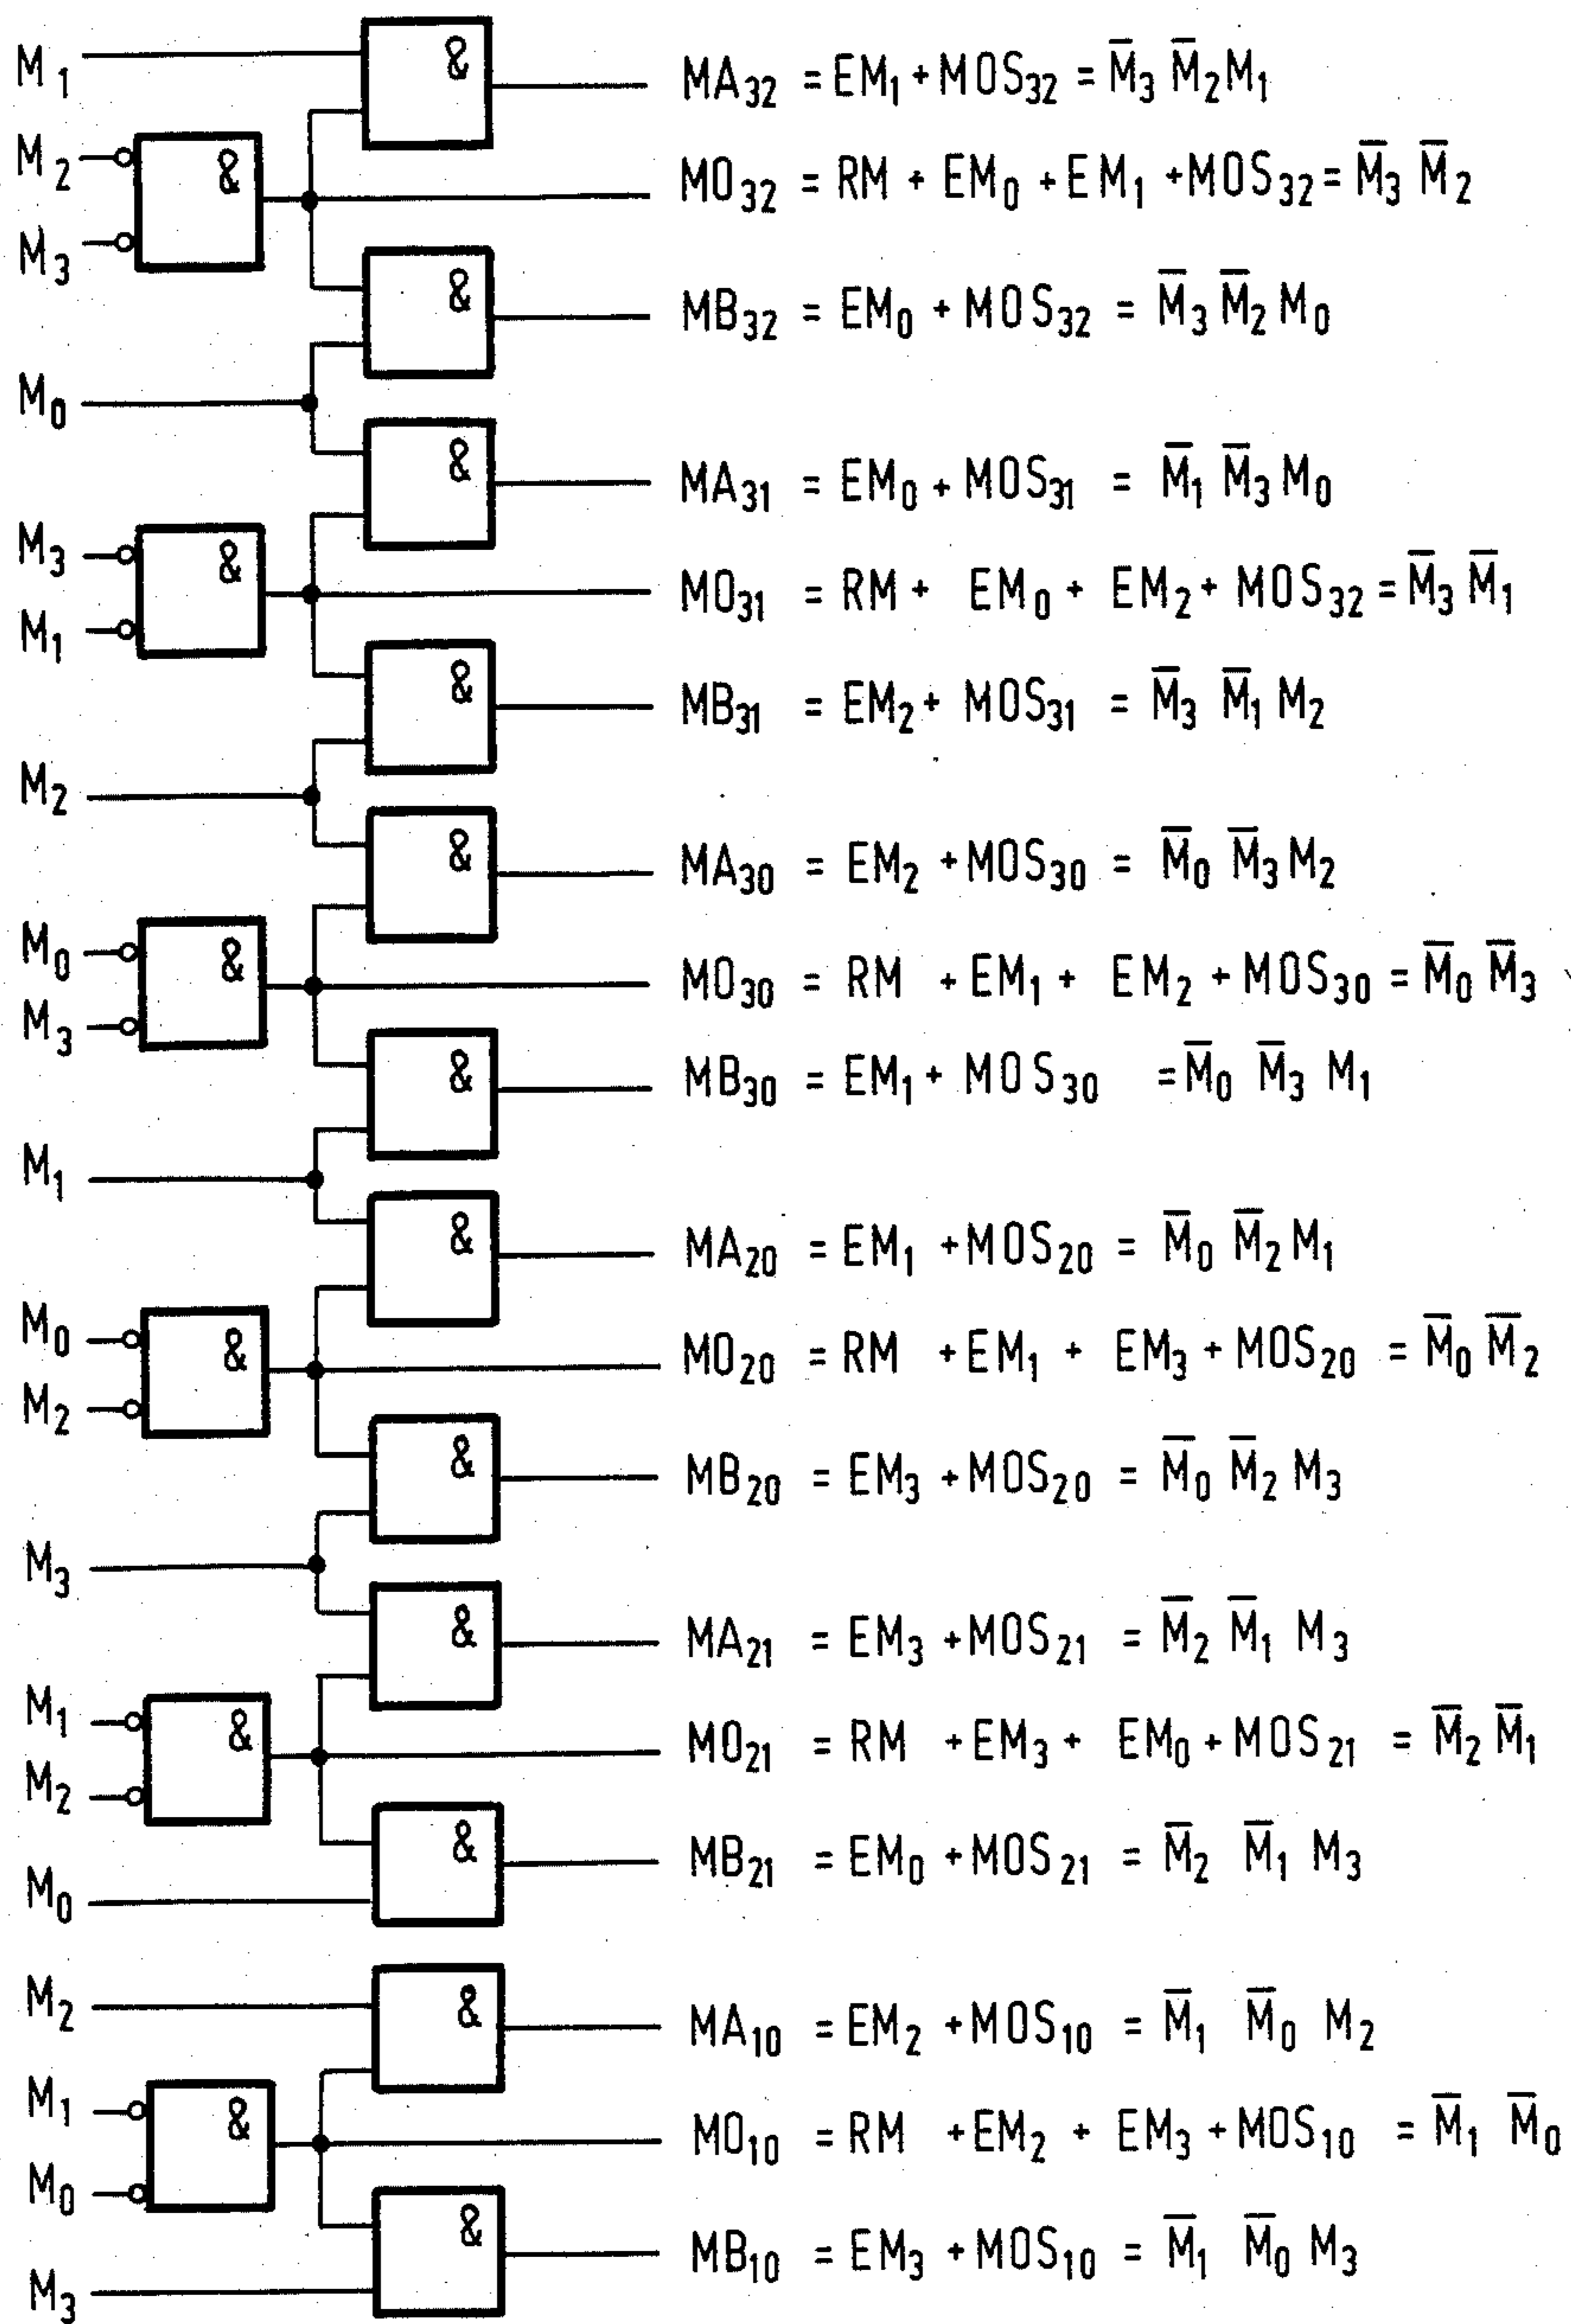 M₁
&
MA₃₂ = EM₁ + MOS₃₂ = M̅₃ M̅₂ M₁
M₂
&
MO₃₂ = RM + EM₀ + EM₁ + MOS₃₂ = M̅₃ M̅₂
M₃
&
MB₃₂ = EM₀ + MOS₃₂ = M̅₃ M̅₂ M₀
M₀
&
MA₃₁ = EM₀ + MOS₃₁ = M̅₁ M̅₃ M₀
M₃
&
MO₃₁ = RM + EM₀ + EM₂ + MOS₃₂ = M̅₃ M̅₁
M₁
&
MB₃₁ = EM₂ + MOS₃₁ = M̅₃ M̅₁ M₂
M₂
&
MA₃₀ = EM₂ + MOS₃₀ = M̅₀ M̅₃ M₂
M₀
&
MO₃₀ = RM + EM₁ + EM₂ + MOS₃₀ = M̅₀ M̅₃
M₃
&
MB₃₀ = EM₁ + MOS₃₀ = M̅₀ M̅₃ M₁
M₁
&
MA₂₀ = EM₁ + MOS₂₀ = M̅₀ M̅₂ M₁
M₀
&
MO₂₀ = RM + EM₁ + EM₃ + MOS₂₀ = M̅₀ M̅₂
M₂
&
MB₂₀ = EM₃ + MOS₂₀ = M̅₀ M̅₂ M₃
M₃
&
MA₂₁ = EM₃ + MOS₂₁ = M̅₂ M̅₁ M₃
M₁
&
MO₂₁ = RM + EM₃ + EM₀ + MOS₂₁ = M̅₂ M̅₁
M₂
&
MB₂₁ = EM₀ + MOS₂₁ = M̅₂ M̅₁ M₃
M₀
M₂
&
MA₁₀ = EM₂ + MOS₁₀ = M̅₁ M̅₀ M₂
M₁
&
MO₁₀ = RM + EM₂ + EM₃ + MOS₁₀ = M̅₁ M̅₀
M₀
&
MB₁₀ = EM₃ + MOS₁₀ = M̅₁ M̅₀ M₃
M₃